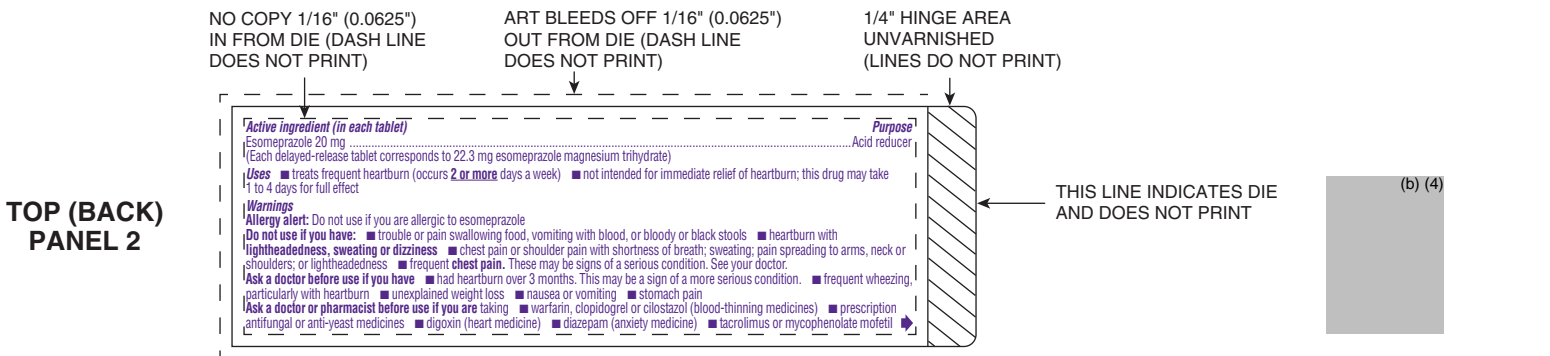 NO COPY 1/16" (0.0625")
IN FROM DIE (DASH LINE
DOES NOT PRINT)
ART BLEEDS OFF 1/16" (0.0625")
OUT FROM DIE (DASH LINE
DOES NOT PRINT)
1/4" HINGE AREA
UNVARNISHED
(LINES DO NOT PRINT)
TOP (BACK)
PANEL 2
Active ingredient (in each tablet) Purpose
Esomeprazole 20 mg ........................................................................................................................Acid reducer
(Each delayed-release tablet corresponds to 22.3 mg esomeprazole magnesium trihydrate)
Uses ■ treats frequent heartburn (occurs 2 or more days a week) ■ not intended for immediate relief of heartburn; this drug may take
1 to 4 days for full effect
Warnings
Allergy alert: Do not use if you are allergic to esomeprazole
Do not use if you have: ■ trouble or pain swallowing food, vomiting with blood, or bloody or black stools ■ heartburn with
lightheadedness, sweating or dizziness ■ chest pain or shoulder pain with shortness of breath; sweating; pain spreading to arms, neck or
shoulders; or lightheadedness ■ frequent chest pain. These may be signs of a serious condition. See your doctor.
Ask a doctor before use if you have ■ had heartburn over 3 months. This may be a sign of a more serious condition. ■ frequent wheezing,
particularly with heartburn ■ unexplained weight loss ■ nausea or vomiting ■ stomach pain
Ask a doctor or pharmacist before use if you are taking ■ warfarin, clopidogrel or cilostazol (blood-thinning medicines) ■ prescription
antifungal or anti-yeast medicines ■ digoxin (heart medicine) ■ diazepam (anxiety medicine) ■ tacrolimus or mycophenolate mofetil
THIS LINE INDICATES DIE
AND DOES NOT PRINT
(b) (4)